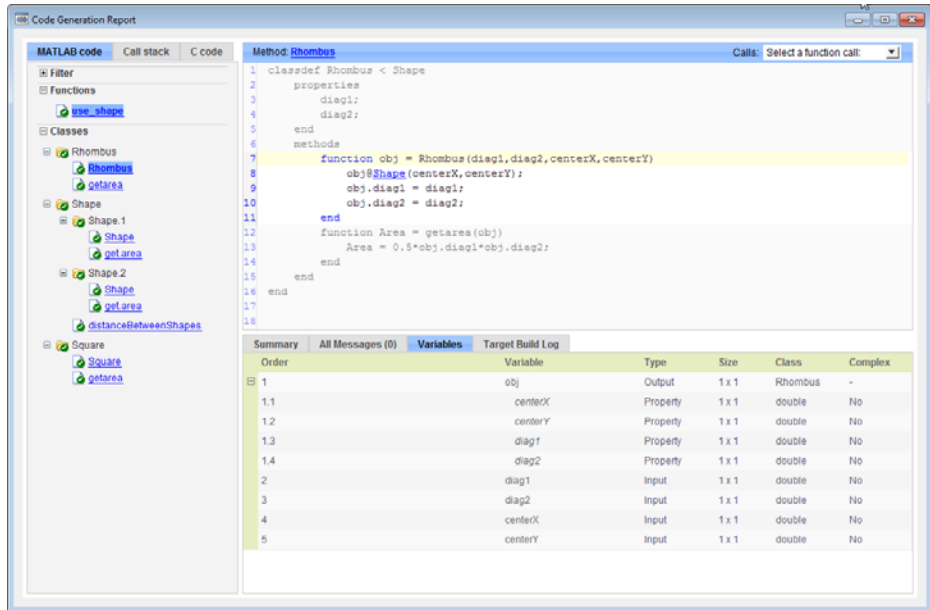 Code Generation Report
MATLAB code Call stack C code
Filter
Functions
use_shape
Classes
Rhombus
Rhombus
getarea
Shape
Shape.1
Shape
get.area
Shape.2
Shape
get.area
distanceBetweenShapes
Square
Square
getarea
Method: Rhombus Calls: Select a function call:
1 classdef Rhombus < Shape
2 properties
3 diag1;
4 diag2;
5 end
6 methods
7 function obj = Rhombus(diag1,diag2,centerX,centerY)
8 obj@Shape(centerX,centerY);
9 obj.diag1 = diag1;
10 obj.diag2 = diag2;
11 end
12 function Area = getarea(obj)
13 Area = 0.5*obj.diag1*obj.diag2;
14 end
15 end
16 end
17
18
Summary All Messages (0) Variables Target Build Log
Order Variable Type Size Class Complex
1 obj Output 1 x 1 Rhombus -
1.1 centerX Property 1 x 1 double No
1.2 centerY Property 1 x 1 double No
1.3 diag1 Property 1 x 1 double No
1.4 diag2 Property 1 x 1 double No
2 diag1 Input 1 x 1 double No
3 diag2 Input 1 x 1 double No
4 centerX Input 1 x 1 double No
5 centerY Input 1 x 1 double No